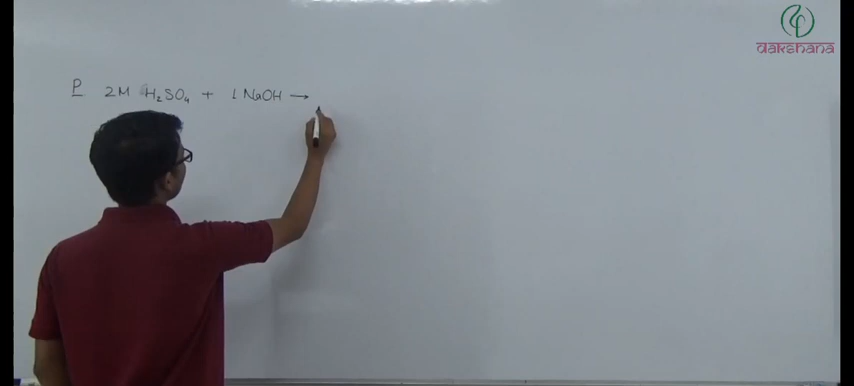 dakshana
P 2M H₂SO₄ + 1 NaOH →